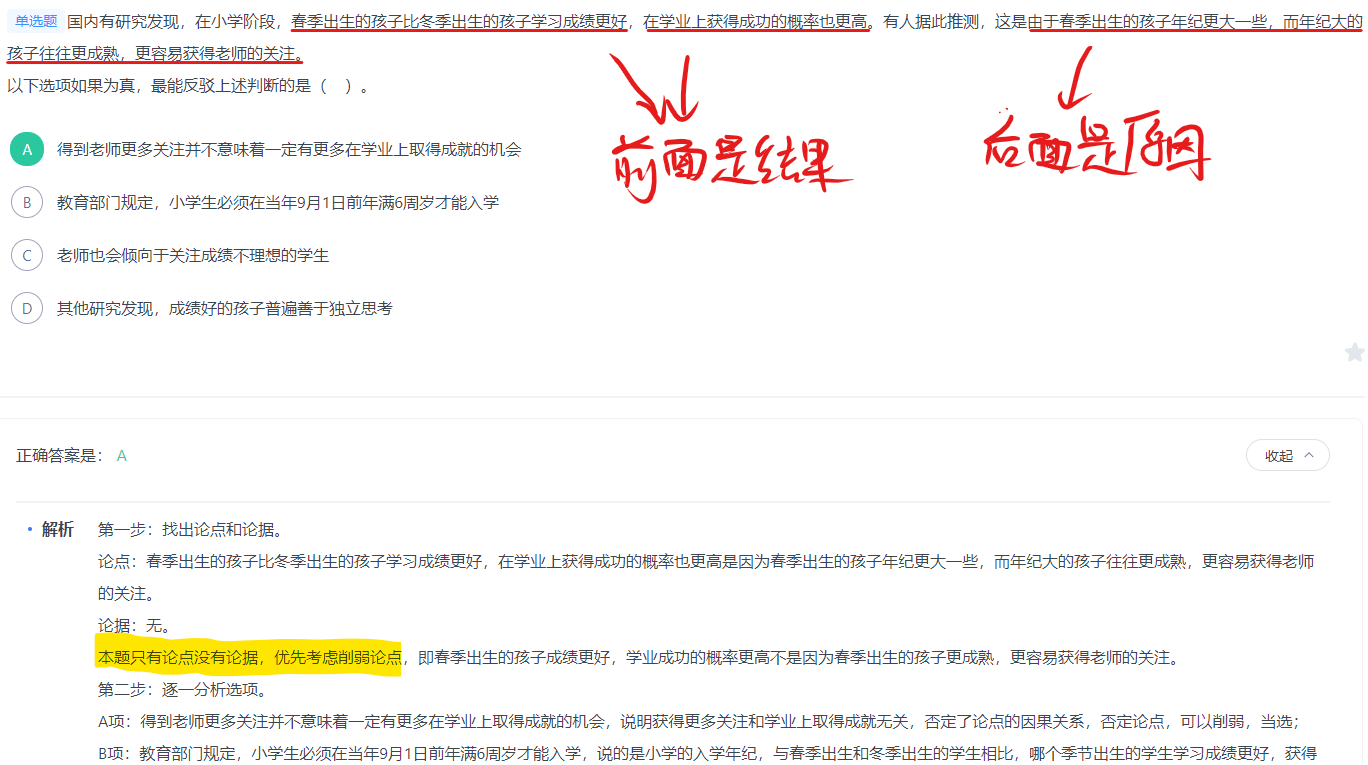 单选题 国内有研究发现，在小学阶段，春季出生的孩子比冬季出生的孩子学习成绩更好，在学业上获得成功的概率也更高。有人据此推测，这是由于春季出生的孩子年纪更大一些，而年纪大的
孩子往往更成熟，更容易获得老师的关注。
以下选项如果为真，最能反驳上述判断的是（ ）。
前面是结果
后面是原因
A 得到老师更多关注并不意味着一定有更多在学业上取得成就的机会
B 教育部门规定，小学生必须在当年9月1日前年满6周岁才能入学
C 老师也会倾向于关注成绩不理想的学生
D 其他研究发现，成绩好的孩子普遍善于独立思考
正确答案是： A
收起
解析 第一步：找出论点和论据。
论点：春季出生的孩子比冬季出生的孩子学习成绩更好，在学业上获得成功的概率也更高是因为春季出生的孩子年纪更大一些，而年纪大的孩子往往更成熟，更容易获得老师
的关注。
论据：无。
本题只有论点没有论据，优先考虑削弱论点，即春季出生的孩子成绩更好，学业成功的概率更高不是因为春季出生的孩子更成熟，更容易获得老师的关注。
第二步：逐一分析选项。
A项：得到老师更多关注并不意味着一定有更多在学业上取得成就的机会，说明获得更多关注和学业上取得成就无关，否定了论点的因果关系，否定论点，可以削弱，当选；
B项：教育部门规定，小学生必须在当年9月1日前年满6周岁才能入学，说的是小学的入学年纪，与春季出生和冬季出生的学生相比，哪个季节出生的学生学习成绩更好，获得